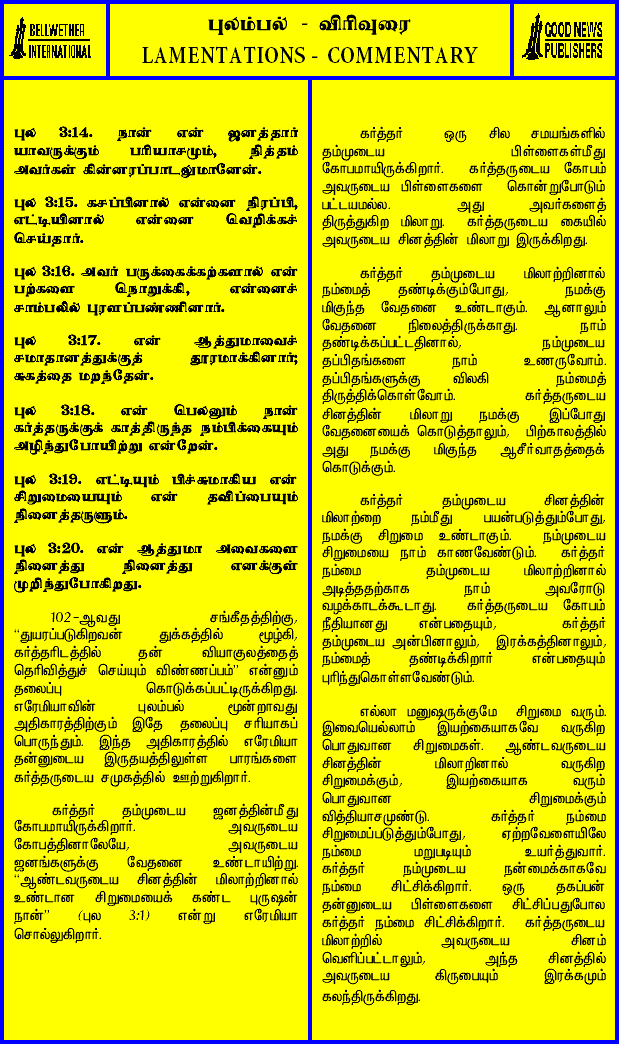 BELLWETHER
INTERNATIONAL
புலம்பல் - விரிவுரை
LAMENTATIONS - COMMENTARY
GOOD NEWS
PUBLISHERS
புல 3:14. நான் என் ஜனத்தார்
யாவருக்கும் பரியாசமும், நித்தம்
அவர்கள் கின்னரப்பாடலுமானேன்.
புல 3:15. கசப்பினால் என்னை நிரப்பி,
எட்டியினால் என்னை வெறிக்கச்
செய்தார்.
புல 3:16. அவர் பருக்கைக்கற்களால் என்
பற்களை நொறுக்கி, என்னைச்
சாம்பலில் புரளப்பண்ணினார்.
புல 3:17. என் ஆத்துமாவைச்
சமாதானத்துக்குத் தூரமாக்கினார்;
சுகத்தை மறந்தேன்.
புல 3:18. என் பெலனும் நான்
கர்த்தருக்குக் காத்திருந்த நம்பிக்கையும்
அழிந்துபோயிற்று என்றேன்.
புல 3:19. எட்டியும் பிச்சுமாகிய என்
சிறுமையையும் என் தவிப்பையும்
நினைத்தருளும்.
புல 3:20. என் ஆத்துமா அவைகளை
நினைத்து நினைத்து எனக்குள்
முறிந்துபோகிறது.
102-ஆவது சங்கீதத்திற்கு,
“துயரப்படுகிறவன் துக்கத்தில் மூழ்கி,
கர்த்தரிடத்தில் தன் வியாகுலத்தைத்
தெரிவித்துச் செய்யும் விண்ணப்பம்” என்னும்
தலைப்பு கொடுக்கப்பட்டிருக்கிறது.
எரேமியாவின் புலம்பல் மூன்றாவது
அதிகாரத்திற்கும் இதே தலைப்பு சரியாகப்
பொருந்தும். இந்த அதிகாரத்தில் எரேமியா
தன்னுடைய இருதயத்திலுள்ள பாரங்களை
கர்த்தருடைய சமுகத்தில் ஊற்றுகிறார்.
கர்த்தர் தம்முடைய ஜனத்தின்மீது
கோபமாயிருக்கிறார். அவருடைய
கோபத்தினாலேயே, அவருடைய
ஜனங்களுக்கு வேதனை உண்டாயிற்று.
“ஆண்டவருடைய சினத்தின் மிலாற்றினால்
உண்டான சிறுமையைக் கண்ட புருஷன்
நான்” (புல 3:1) என்று எரேமியா
சொல்லுகிறார்.
கர்த்தர் ஒரு சில சமயங்களில்
தம்முடைய பிள்ளைகள்மீது
கோபமாயிருக்கிறார். கர்த்தருடைய கோபம்
அவருடைய பிள்ளைகளை கொன்றுபோடும்
பட்டயமல்ல. அது அவர்களைத்
திருத்துகிற மிலாறு. கர்த்தருடைய கையில்
அவருடைய சினத்தின் மிலாறு இருக்கிறது.
கர்த்தர் தம்முடைய மிலாற்றினால்
நம்மைத் தண்டிக்கும்போது, நமக்கு
மிகுந்த வேதனை உண்டாகும். ஆனாலும்
வேதனை நிலைத்திருக்காது. நாம்
தண்டிக்கப்பட்டதினால், நம்முடைய
தப்பிதங்களை நாம் உணருவோம்.
தப்பிதங்களுக்கு விலகி நம்மைத்
திருத்திக்கொள்வோம். கர்த்தருடைய
சினத்தின் மிலாறு நமக்கு இப்போது
வேதனையைக் கொடுத்தாலும், பிற்காலத்தில்
அது நமக்கு மிகுந்த ஆசீர்வாதத்தைக்
கொடுக்கும்.
கர்த்தர் தம்முடைய சினத்தின்
மிலாற்றை நம்மீது பயன்படுத்தும்போது,
நமக்கு சிறுமை உண்டாகும். நம்முடைய
சிறுமையை நாம் காணவேண்டும். கர்த்தர்
நம்மை தம்முடைய மிலாற்றினால்
அடித்ததற்காக நாம் அவரோடு
வழக்காடக்கூடாது. கர்த்தருடைய கோபம்
நீதியானது என்பதையும், கர்த்தர்
தம்முடைய அன்பினாலும், இரக்கத்தினாலும்,
நம்மைத் தண்டிக்கிறார் என்பதையும்
புரிந்துகொள்ளவேண்டும்.
எல்லா மனுஷருக்குமே சிறுமை வரும்.
இவையெல்லாம் இயற்கையாகவே வருகிற
பொதுவான சிறுமைகள். ஆண்டவருடைய
சினத்தின் மிலாறினால் வருகிற
சிறுமைக்கும், இயற்கையாக வரும்
பொதுவான சிறுமைக்கும்
வித்தியாசமுண்டு. கர்த்தர் நம்மை
சிறுமைப்படுத்தும்போது, ஏற்றவேளையிலே
நம்மை மறுபடியும் உயர்த்துவார்.
கர்த்தர் நம்முடைய நன்மைக்காகவே
நம்மை சிட்சிக்கிறார். ஒரு தகப்பன்
தன்னுடைய பிள்ளைகளை சிட்சிப்பதுபோல
கர்த்தர் நம்மை சிட்சிக்கிறார். கர்த்தருடைய
மிலாற்றில் அவருடைய சினம்
வெளிப்பட்டாலும், அந்த சினத்தில்
அவருடைய கிருபையும் இரக்கமும்
கலந்திருக்கிறது.